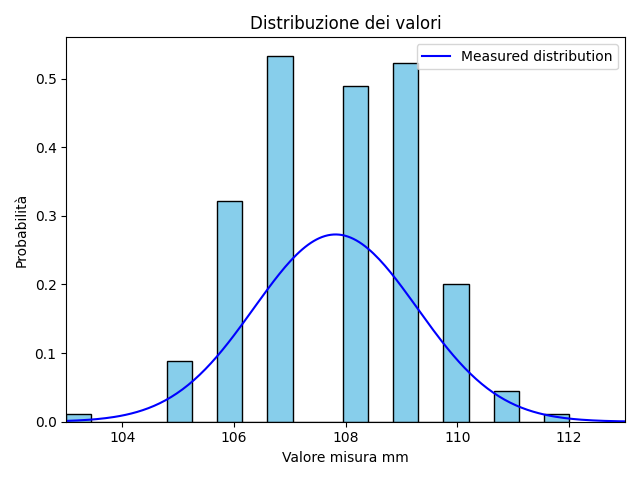 Distribuzione dei valori
Measured distribution
Probabilità
0.5
0.4
0.3
0.2
0.1
0.0
104 106 108 110 112
Valore misura mm